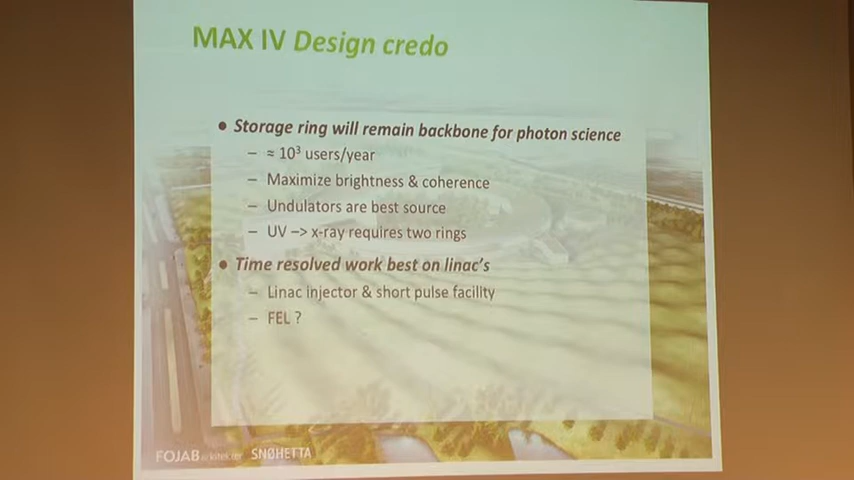 MAX IV Design credo
● Storage ring will remain backbone for photon science
– ≈ 10³ users/year
– Maximize brightness & coherence
– Undulators are best source
– UV –> x-ray requires two rings
● Time resolved work best on linac's
– Linac injector & short pulse facility
– FEL ?
FOJAB arkitekter SNØHETTA